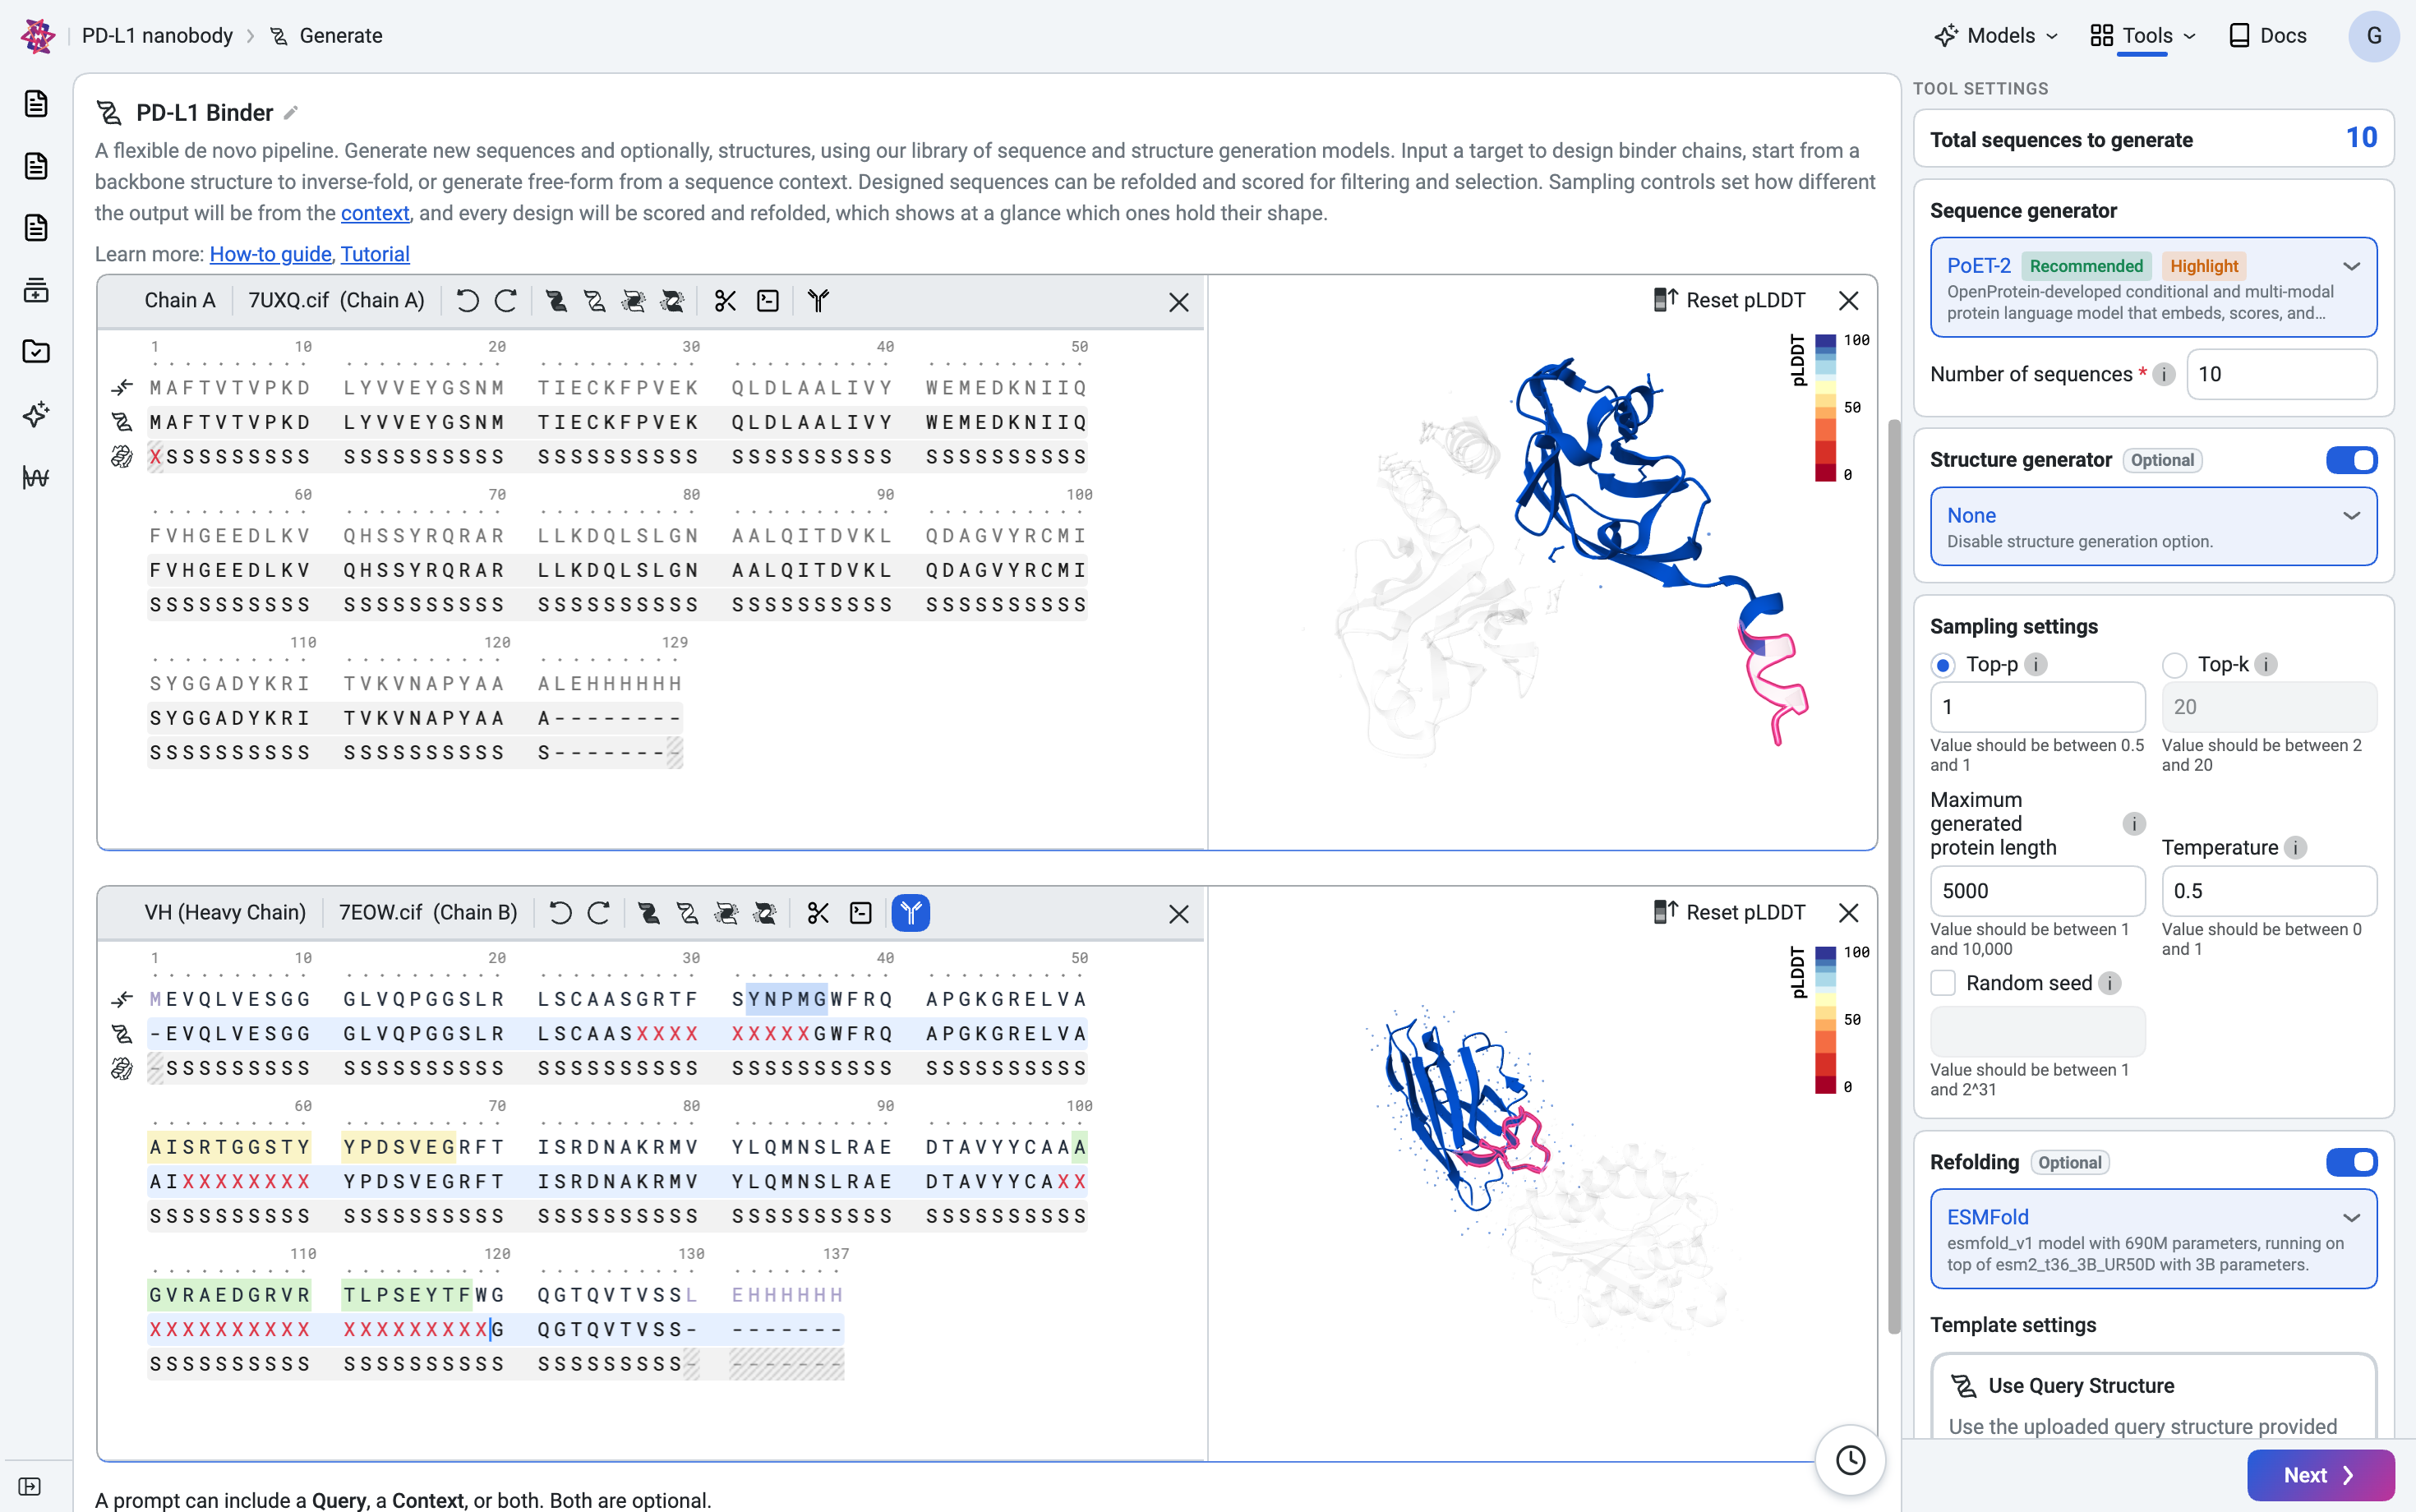 PD-L1 nanobody
Generate
Models
Tools
Docs
G
PD-L1 Binder
A flexible de novo pipeline. Generate new sequences and optionally, structures, using our library of sequence and structure generation models. Input a target to design binder chains, start from a
backbone structure to inverse-fold, or generate free-form from a sequence context. Designed sequences can be refolded and scored for filtering and selection. Sampling controls set how different
the output will be from the context, and every design will be scored and refolded, which shows at a glance which ones hold their shape.
Learn more: How-to guide, Tutorial
Chain A 7UXQ.cif (Chain A)
1 10 20 30 40 50
MAFTVTVPKD LYVVEYGSNM TIECKFPVEK QLDLAALIVY WEMEDKNIIQ
MAFTVTVPKD LYVVEYGSNM TIECKFPVEK QLDLAALIVY WEMEDKNIIQ
XSSSSSSSSS SSSSSSSSSS SSSSSSSSSS SSSSSSSSSS SSSSSSSSSS
60 70 80 90 100
FVHGEEDLKV QHSSYRQRAR LLKDQLSLGN AALQITDVKL QDAGVYRCMI
FVHGEEDLKV QHSSYRQRAR LLKDQLSLGN AALQITDVKL QDAGVYRCMI
SSSSSSSSSS SSSSSSSSSS SSSSSSSSSS SSSSSSSSSS SSSSSSSSSS
110 120 129
SYGGADYKRI TVKVNAPYAA ALEHHHHHH
SYGGADYKRI TVKVNAPYAA A--------
SSSSSSSSSS SSSSSSSSSS S--------
Reset pLDDT
pLDDT
100
50
0
VH (Heavy Chain) 7EOW.cif (Chain B)
1 10 20 30 40 50
MEVQLVESGG GLVQPGGSLR LSCAASGRTF SYNPMGWFRQ APGKGRELVA
-EVQLVESGG GLVQPGGSLR LSCAASXXXX XXXXXGWFRQ APGKGRELVA
-SSSSSSSSS SSSSSSSSSS SSSSSSSSSS SSSSSSSSSS SSSSSSSSSS
60 70 80 90 100
AISRTGGSTY YPDSVEGRFT ISRDNAKRMV YLQMNSLRAE DTAVYYCAAA
AIXXXXXXXX YPDSVEGRFT ISRDNAKRMV YLQMNSLRAE DTAVYYCAXX
SSSSSSSSSS SSSSSSSSSS SSSSSSSSSS SSSSSSSSSS SSSSSSSSSS
110 120 130 137
GVRAEDGRVR TLPSEYTFWG QGTQVTVSSL EHHHHHH
XXXXXXXXXX XXXXXXXXXG QGTQVTVSS- -------
SSSSSSSSSS SSSSSSSSSS SSSSSSSSS- -------
Reset pLDDT
pLDDT
100
50
0
A prompt can include a Query, a Context, or both. Both are optional.
TOOL SETTINGS
Total sequences to generate 10
Sequence generator
PoET-2 Recommended Highlight
OpenProtein-developed conditional and multi-modal
protein language model that embeds, scores, and...
Number of sequences * i 10
Structure generator Optional
None
Disable structure generation option.
Sampling settings
Top-p i
1
Value should be between 0.5
and 1
Top-k i
20
Value should be between 2
and 20
Maximum
generated
protein length i
5000
Value should be between 1
and 10,000
Temperature i
0.5
Value should be between 0
and 1
Random seed i
Value should be between 1
and 2^31
Refolding Optional
ESMFold
esmfold_v1 model with 690M parameters, running on
top of esm2_t36_3B_UR50D with 3B parameters.
Template settings
Use Query Structure
Use the uploaded query structure provided
Next